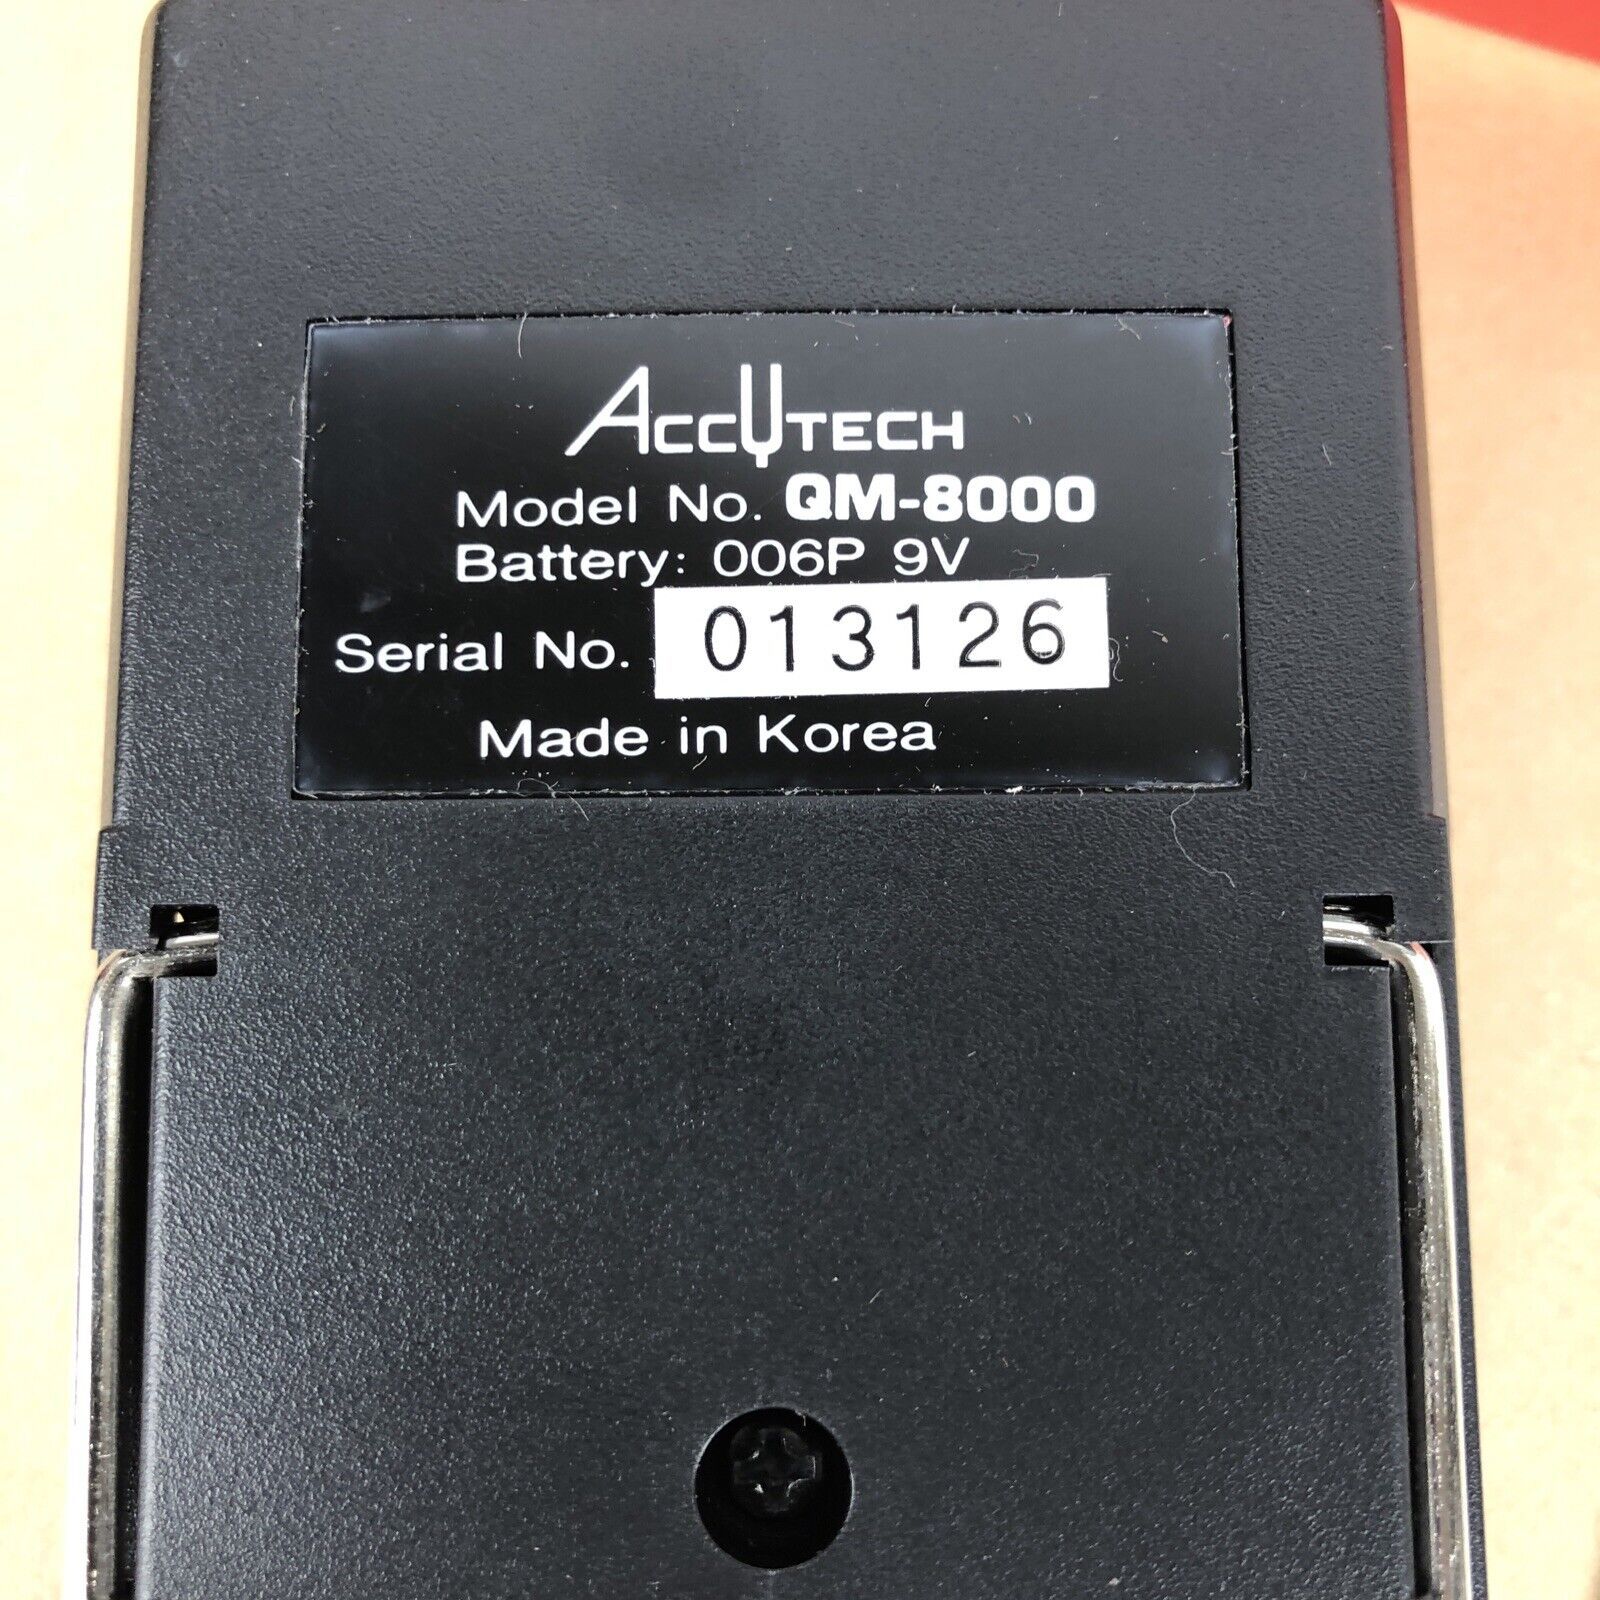 ACCUTECH
Model No. QM-8000
Battery: 006P 9V
Serial No. 013126
Made in Korea